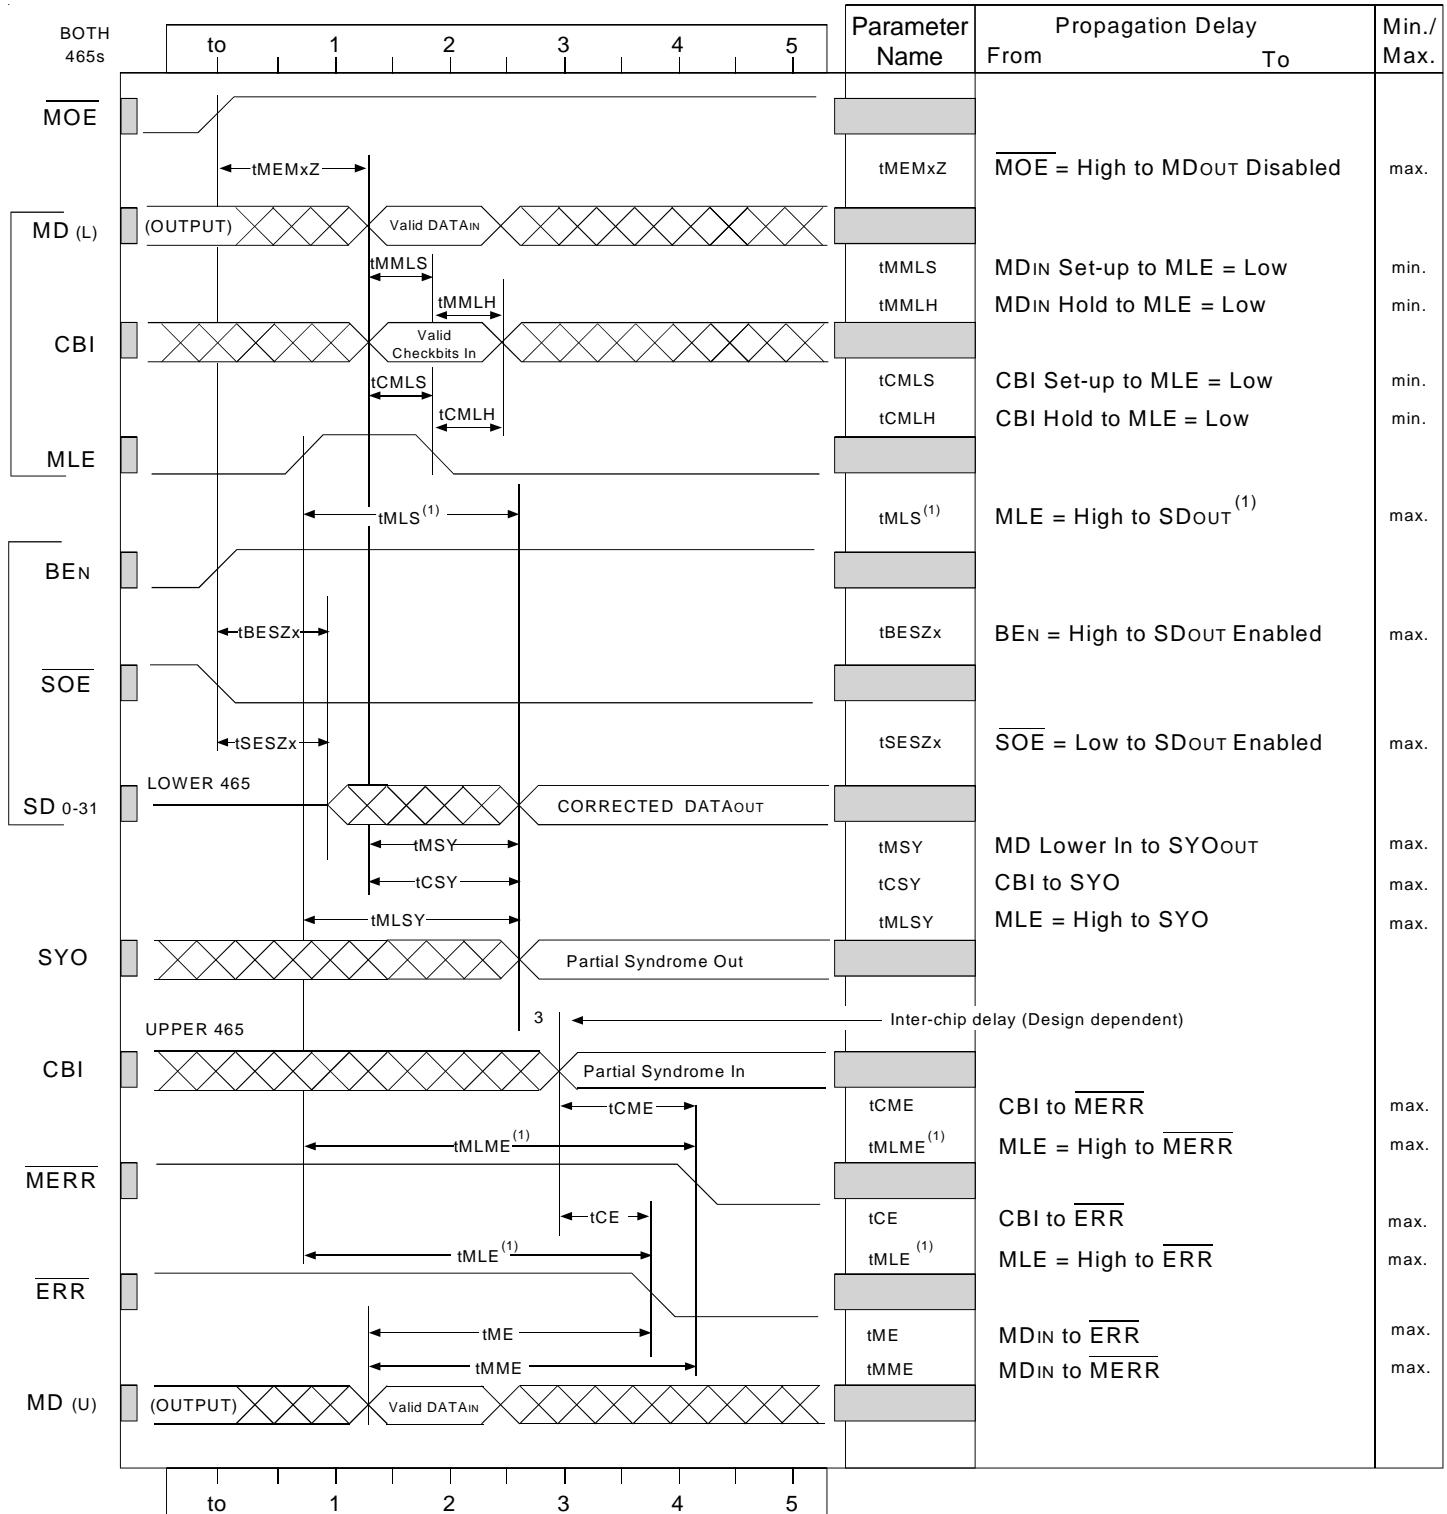 BOTH
465s
to 1 2 3 4 5
Parameter Name
Propagation Delay
From To
Min./ Max.
MOE
tMEMxZ tMEMxZ MOE = High to MDOUT Disabled max.
MD (L) (OUTPUT) Valid DATAIN
tMMLS tMMLS MDIN Set-up to MLE = Low min.
tMMLH tMMLH MDIN Hold to MLE = Low min.
CBI Valid Checkbits In
tCMLS tCMLS CBI Set-up to MLE = Low min.
tCMLH tCMLH CBI Hold to MLE = Low min.
MLE
tMLS(1) tMLS(1) MLE = High to SDOUT(1) max.
BEN
tBESZx tBESZx BEN = High to SDOUT Enabled max.
SOE
tSESZx tSESZx SOE = Low to SDOUT Enabled max.
LOWER 465
SD 0-31 CORRECTED DATAOUT
tMSY tMSY MD Lower In to SYOOUT max.
tCSY tCSY CBI to SYO max.
tMLSY tMLSY MLE = High to SYO max.
SYO Partial Syndrome Out
3 Inter-chip delay (Design dependent)
UPPER 465
CBI Partial Syndrome In
tCME tCME CBI to MERR max.
tMLME(1) tMLME(1) MLE = High to MERR max.
MERR
tCE tCE CBI to ERR max.
tMLE(1) tMLE (1) MLE = High to ERR max.
ERR
tME tME MDIN to ERR max.
tMME tMME MDIN to MERR max.
MD (U) (OUTPUT) Valid DATAIN
to 1 2 3 4 5